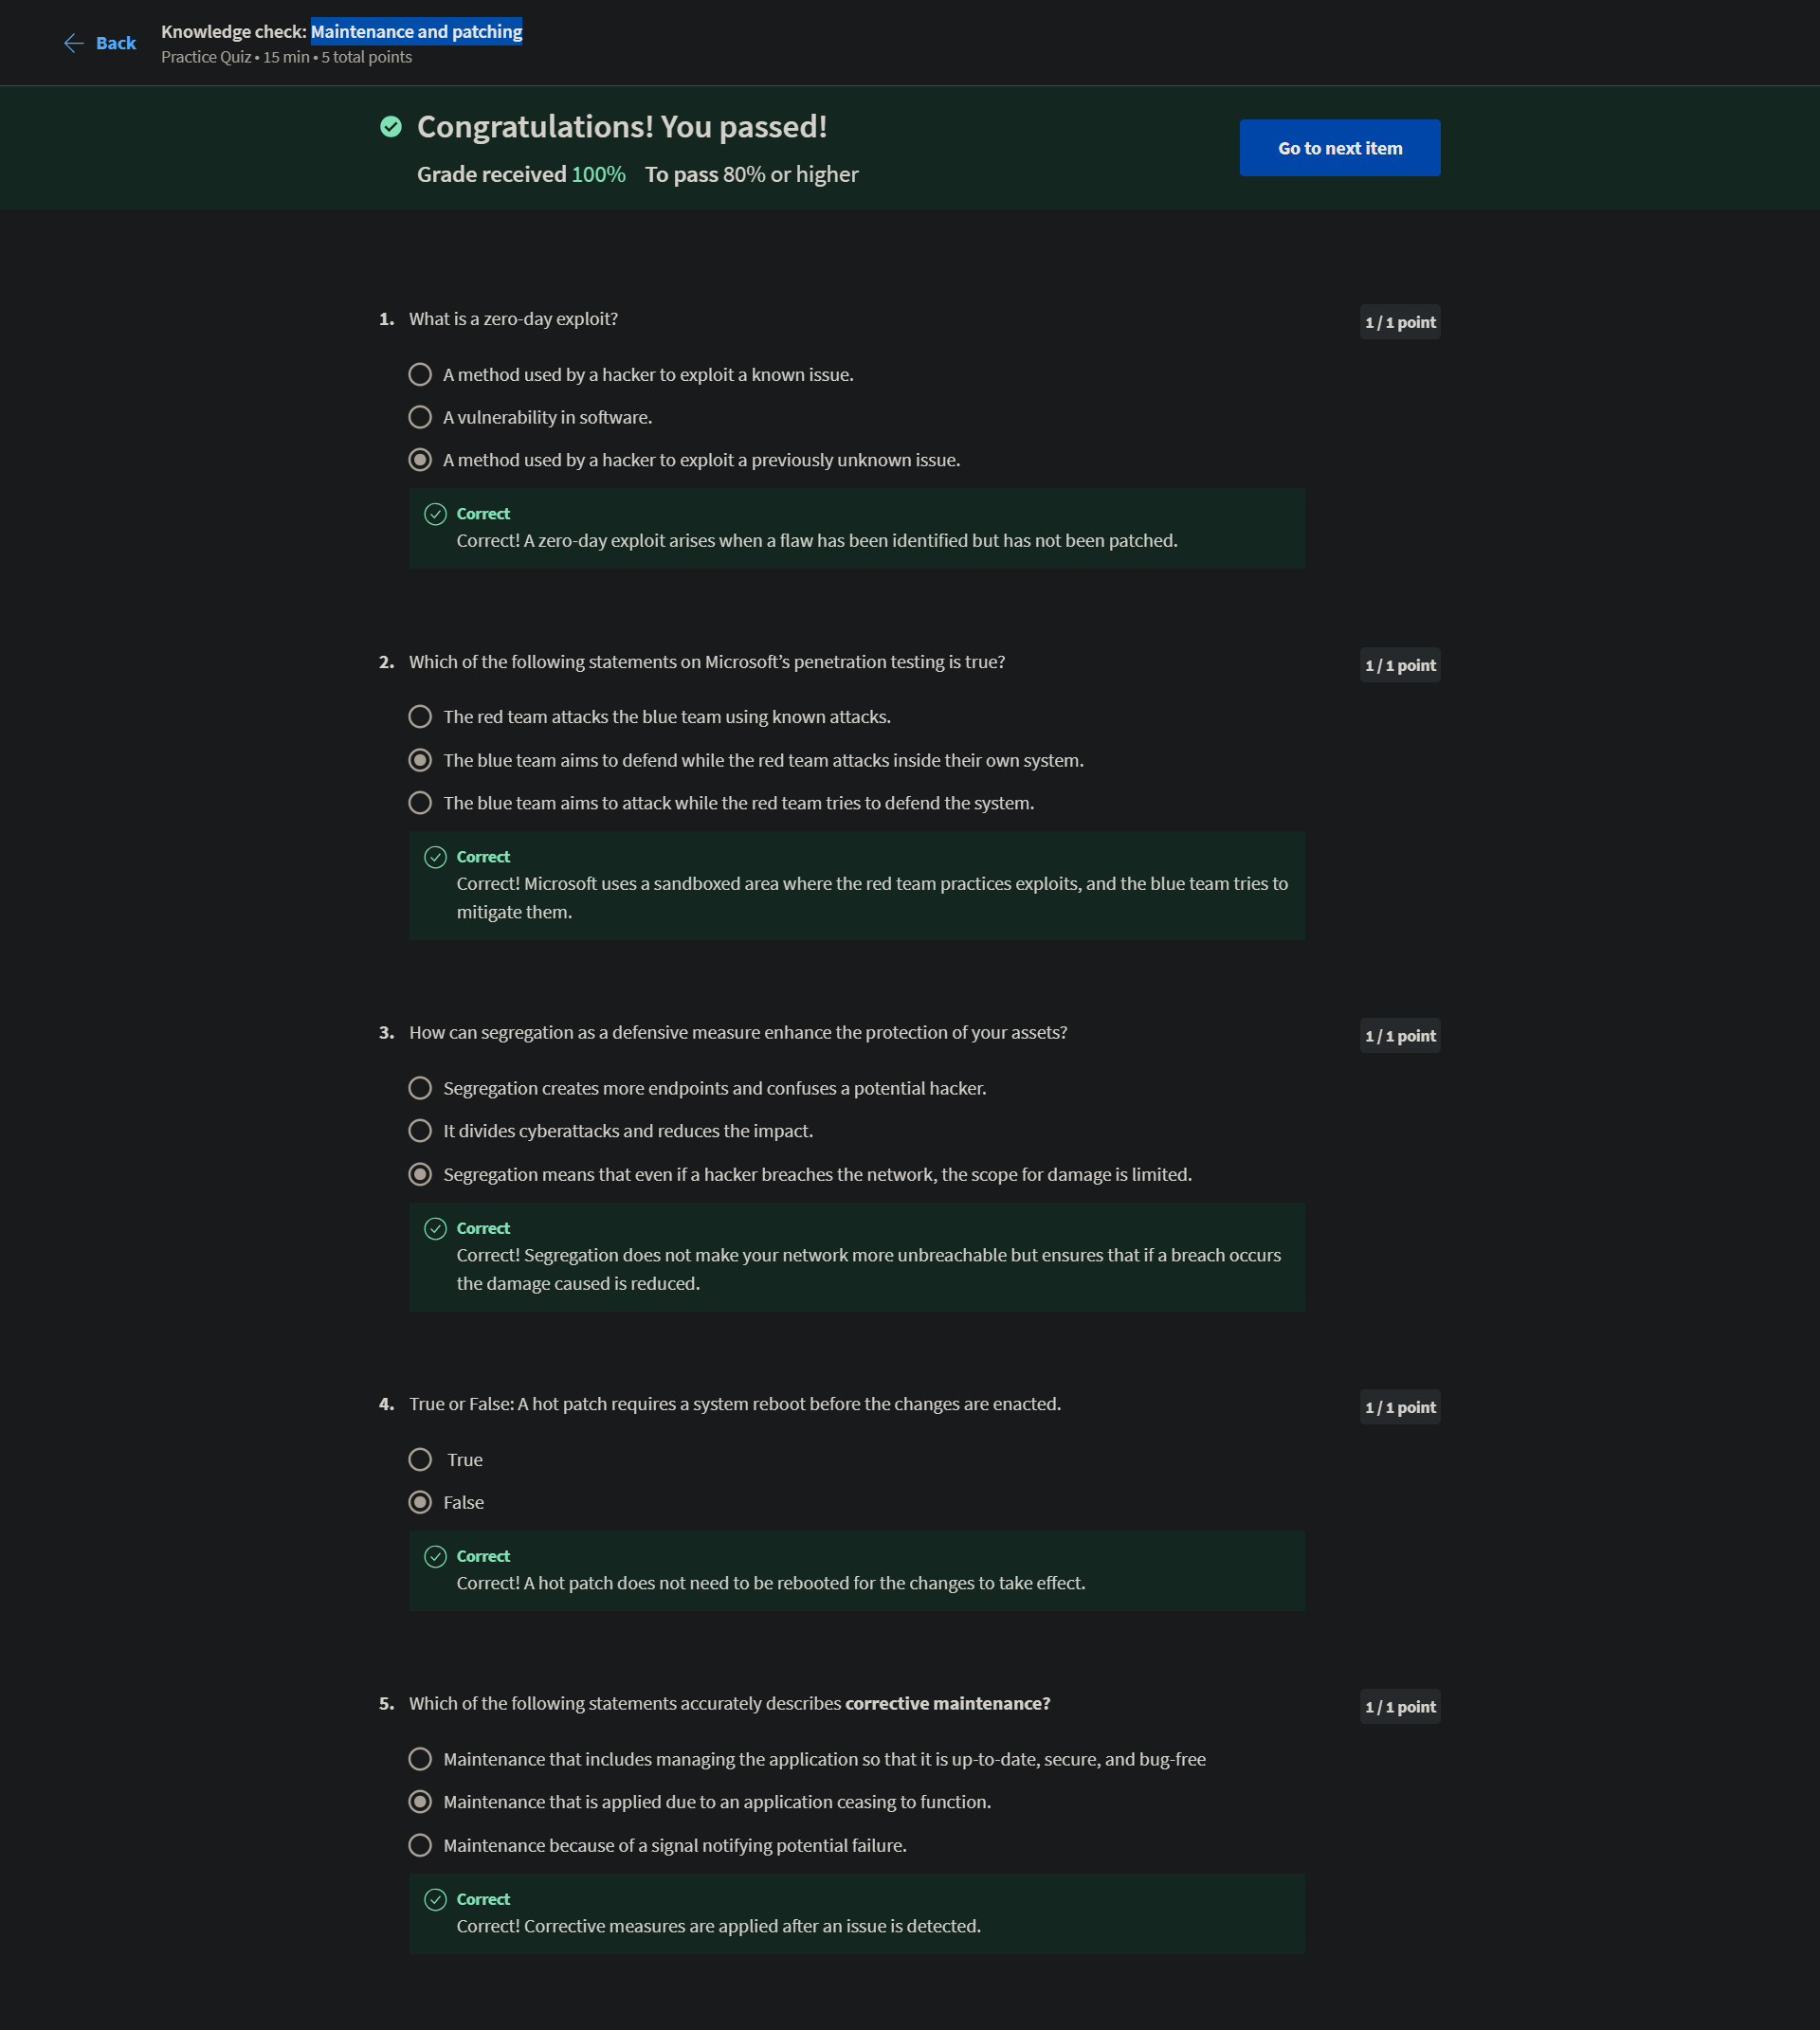 Back
Knowledge check: Maintenance and patching
Practice Quiz • 15 min • 5 total points
Congratulations! You passed!
Grade received 100% To pass 80% or higher
Go to next item
1. What is a zero-day exploit?
1 / 1 point
A method used by a hacker to exploit a known issue.
A vulnerability in software.
A method used by a hacker to exploit a previously unknown issue.
Correct
Correct! A zero-day exploit arises when a flaw has been identified but has not been patched.
2. Which of the following statements on Microsoft’s penetration testing is true?
1 / 1 point
The red team attacks the blue team using known attacks.
The blue team aims to defend while the red team attacks inside their own system.
The blue team aims to attack while the red team tries to defend the system.
Correct
Correct! Microsoft uses a sandboxed area where the red team practices exploits, and the blue team tries to
mitigate them.
3. How can segregation as a defensive measure enhance the protection of your assets?
1 / 1 point
Segregation creates more endpoints and confuses a potential hacker.
It divides cyberattacks and reduces the impact.
Segregation means that even if a hacker breaches the network, the scope for damage is limited.
Correct
Correct! Segregation does not make your network more unbreachable but ensures that if a breach occurs
the damage caused is reduced.
4. True or False: A hot patch requires a system reboot before the changes are enacted.
1 / 1 point
True
False
Correct
Correct! A hot patch does not need to be rebooted for the changes to take effect.
5. Which of the following statements accurately describes corrective maintenance?
1 / 1 point
Maintenance that includes managing the application so that it is up-to-date, secure, and bug-free
Maintenance that is applied due to an application ceasing to function.
Maintenance because of a signal notifying potential failure.
Correct
Correct! Corrective measures are applied after an issue is detected.